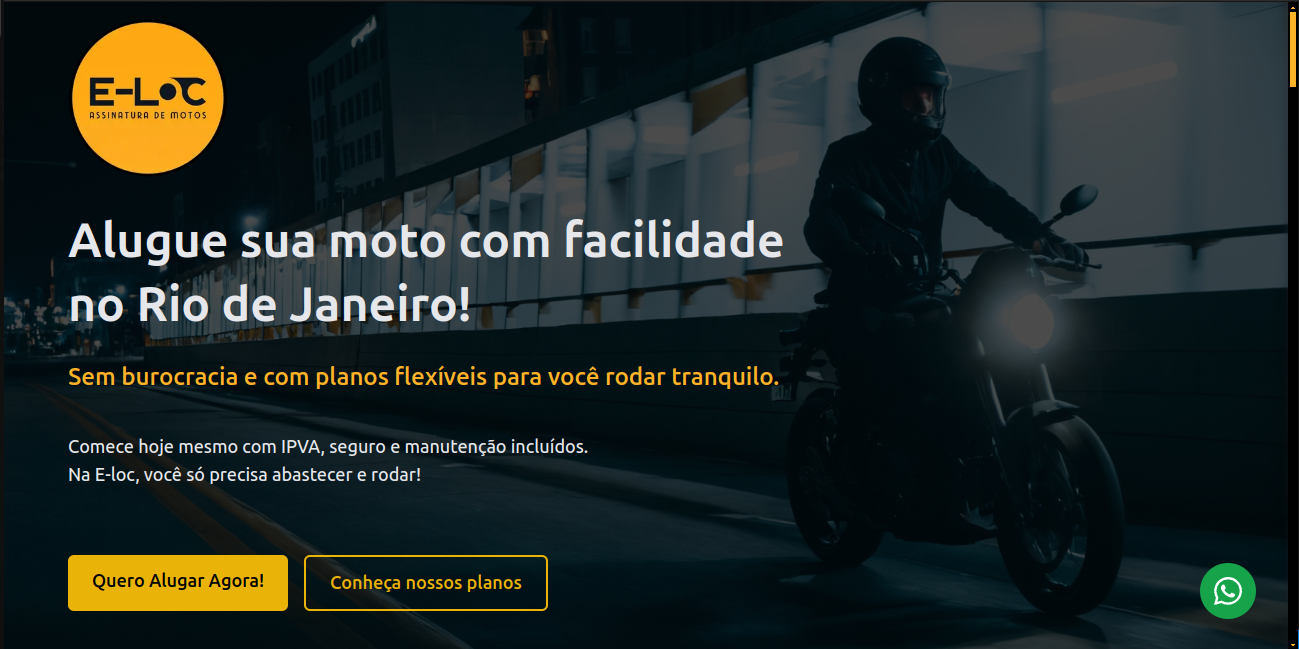 E-LOC
ASSINATURA DE MOTOS
Alugue sua moto com facilidade
no Rio de Janeiro!
Sem burocracia e com planos flexíveis para você rodar tranquilo.
Comece hoje mesmo com IPVA, seguro e manutenção incluídos.
Na E-loc, você só precisa abastecer e rodar!
Quero Alugar Agora!
Conheça nossos planos